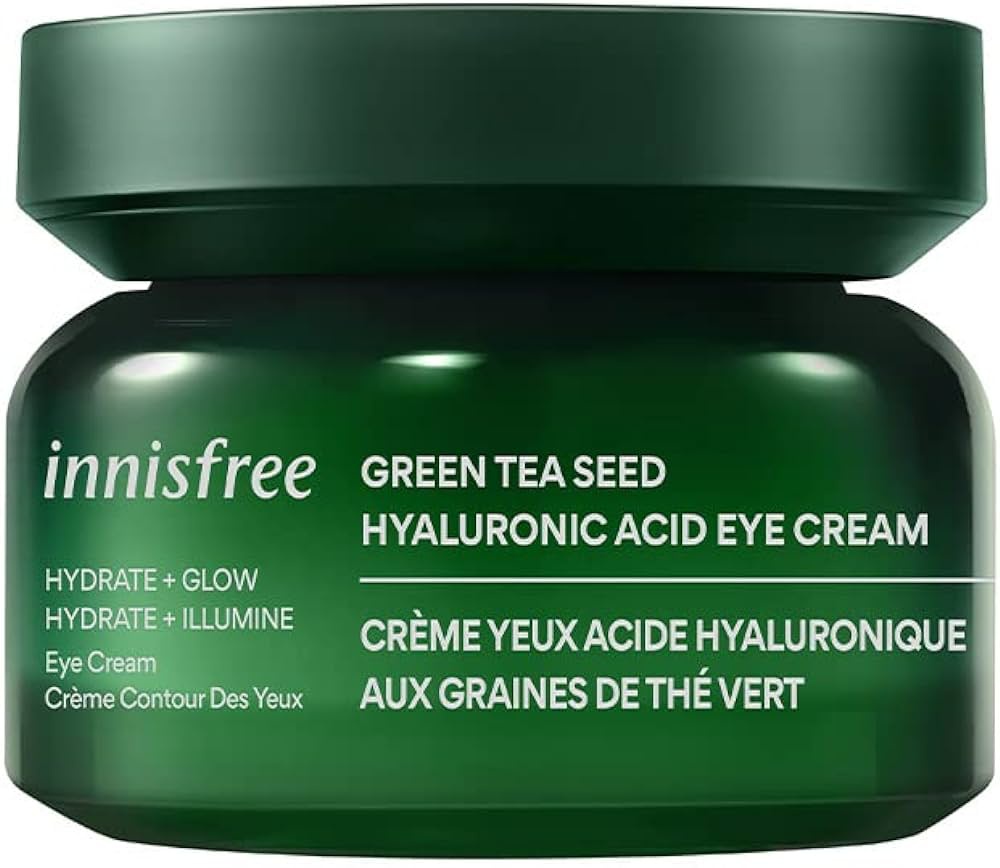 innisfree
HYDRATE + GLOW
HYDRATE + ILLUMINE
Eye Cream
Crème Contour Des Yeux
GREEN TEA SEED
HYALURONIC ACID EYE CREAM
CRÈME YEUX ACIDE HYALURONIQUE
AUX GRAINES DE THÉ VERT